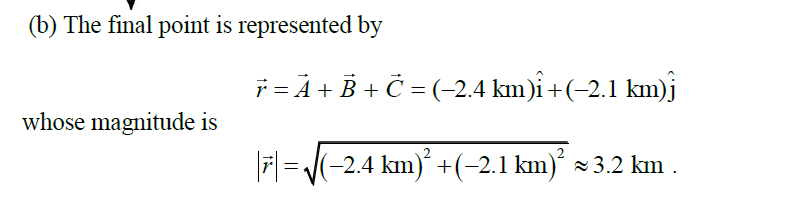 (b) The final point is represented by
r⃗ = A⃗ + B⃗ + C⃗ = (−2.4 km)î + (−2.1 km)ĵ
whose magnitude is
|r⃗| = √((−2.4 km)² + (−2.1 km)²) ≈ 3.2 km .